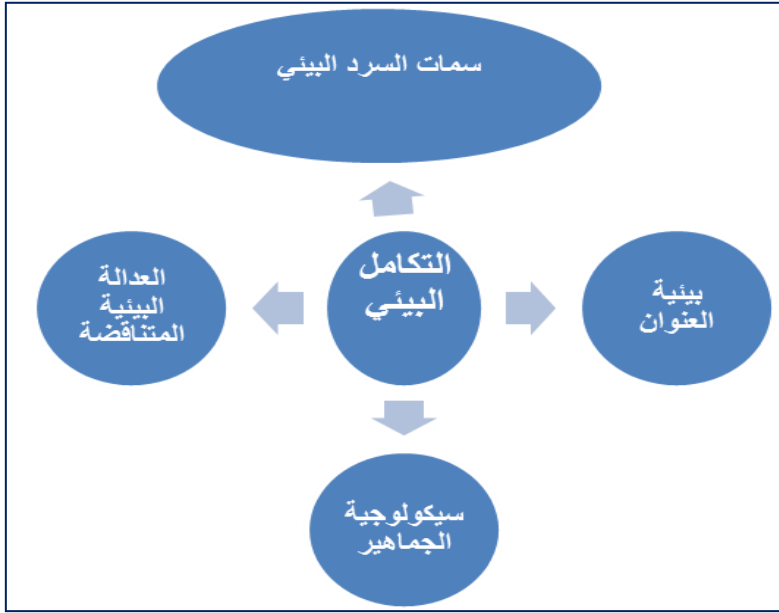 سمات السرد البيئي
التكامل
البيئي
بيئية
العنوان
العدالة
البيئية
المتناقضة
سيكولوجية
الجماهير